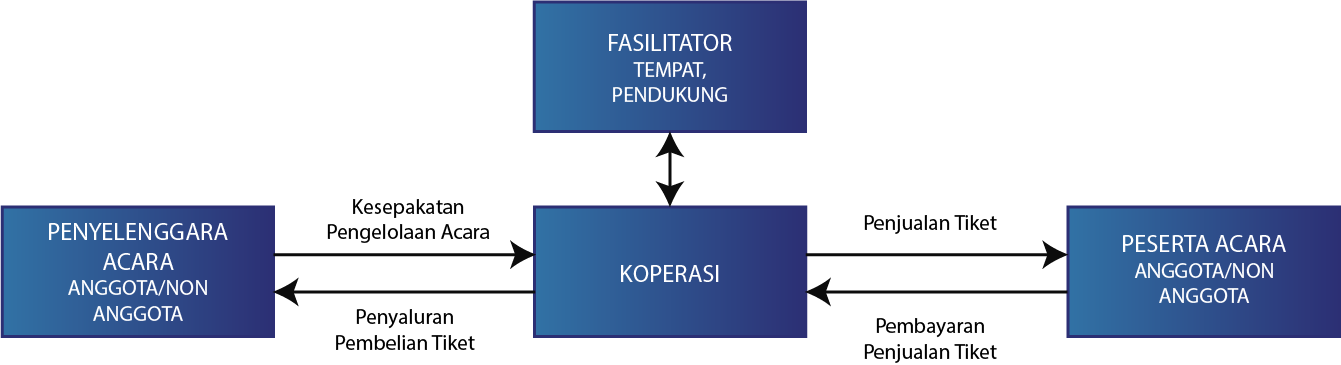 FASILITATOR
TEMPAT,
PENDUKUNG
PENYELENGGARA
ACARA
ANGGOTA/NON
ANGGOTA
Kesepakatan
Pengelolaan Acara
Penyaluran
Pembelian Tiket
KOPERASI
Penjualan Tiket
Pembayaran
Penjualan Tiket
PESERTA ACARA
ANGGOTA/NON
ANGGOTA